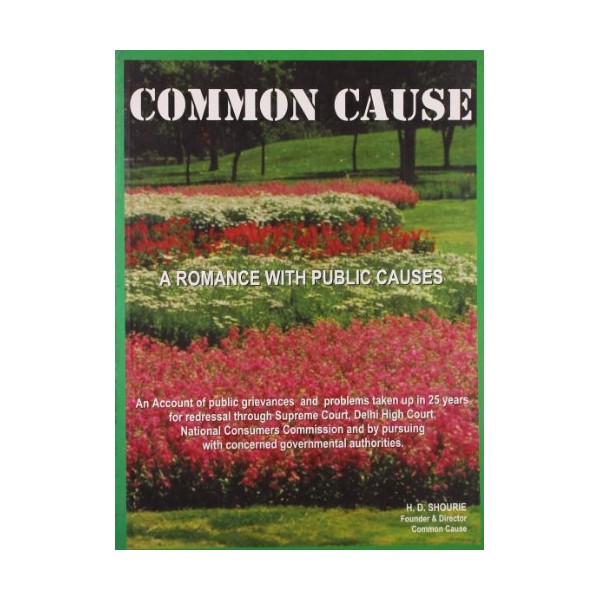 COMMON CAUSE
A ROMANCE WITH PUBLIC CAUSES
An Account of public grievances and problems taken up in 25 years
for redressal through Supreme Court, Delhi High Court,
National Consumers Commission and by pursuing
with concerned governmental authorities.
H. D. SHOURIE
Founder & Director
Common Cause